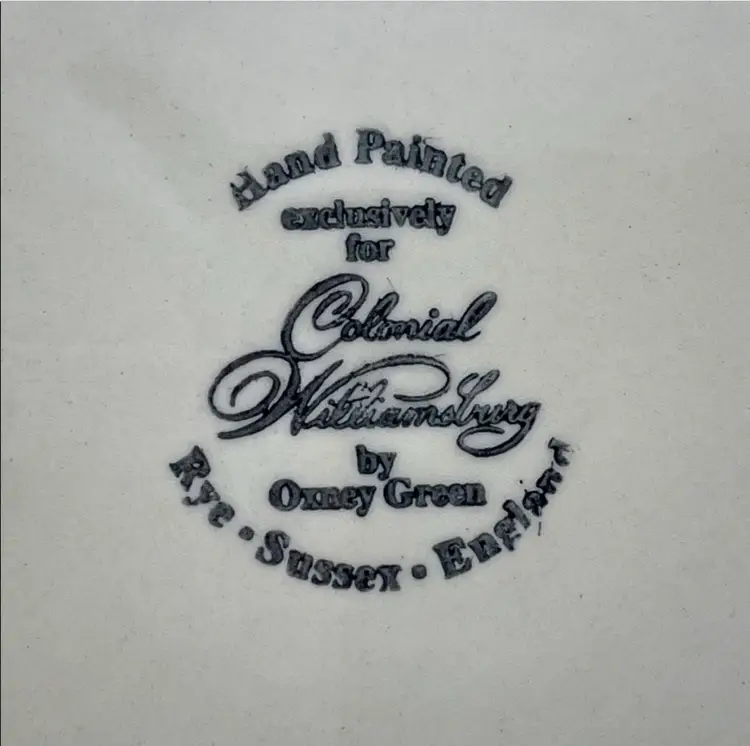 Hand Painted
exclusively
for
Colonial
Williamsburg
by
Oxney Green
Rye • Sussex • England